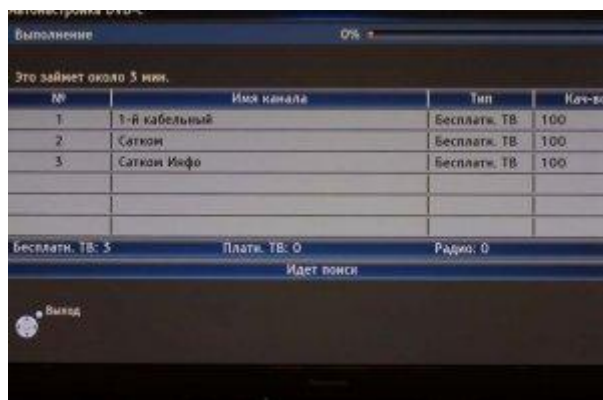 Автонастройка DVB-C
Выполнение 0%
Это займет около 3 мин.
№ Имя канала Тип Кач-во
1 1-й кабельный Бесплатн. ТВ 100
2 Сатком Бесплатн. ТВ 100
3 Сатком Инфо Бесплатн. ТВ 100
Бесплатн. ТВ: 3 Платн. ТВ: 0 Радио: 0
Идет поиск
Выход